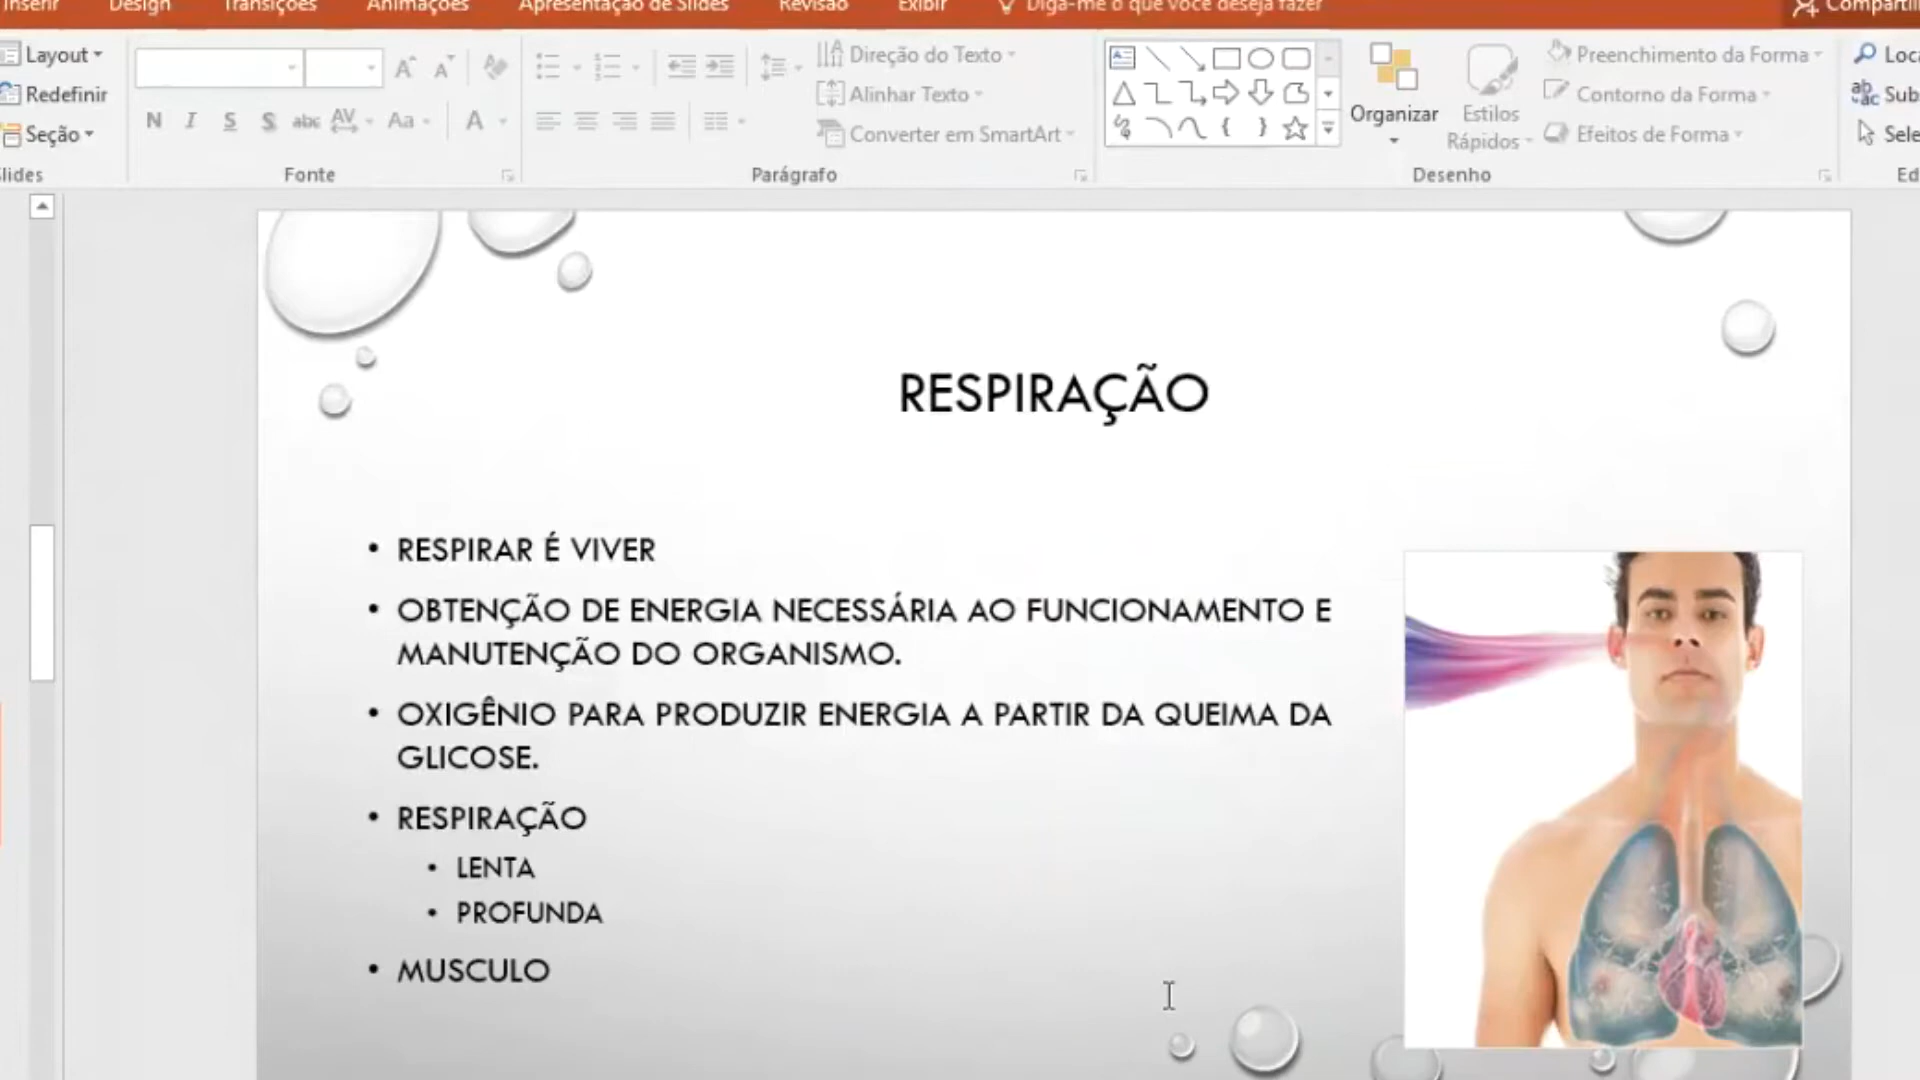 Inserir Design Transições Animações Apresentação de Slides Revisão Exibir Diga-me o que você deseja fazer
Layout
Redefinir
Seção
Fonte
N I S S abc AV Aa A
Direção do Texto
Alinhar Texto
Converter em SmartArt
Parágrafo
Organizar
Estilos
Rápidos
Preenchimento da Forma
Contorno da Forma
Efeitos de Forma
Desenho
RESPIRAÇÃO
• RESPIRAR É VIVER
• OBTENÇÃO DE ENERGIA NECESSÁRIA AO FUNCIONAMENTO E
MANUTENÇÃO DO ORGANISMO.
• OXIGÊNIO PARA PRODUZIR ENERGIA A PARTIR DA QUEIMA DA
GLICOSE.
• RESPIRAÇÃO
• LENTA
• PROFUNDA
• MUSCULO